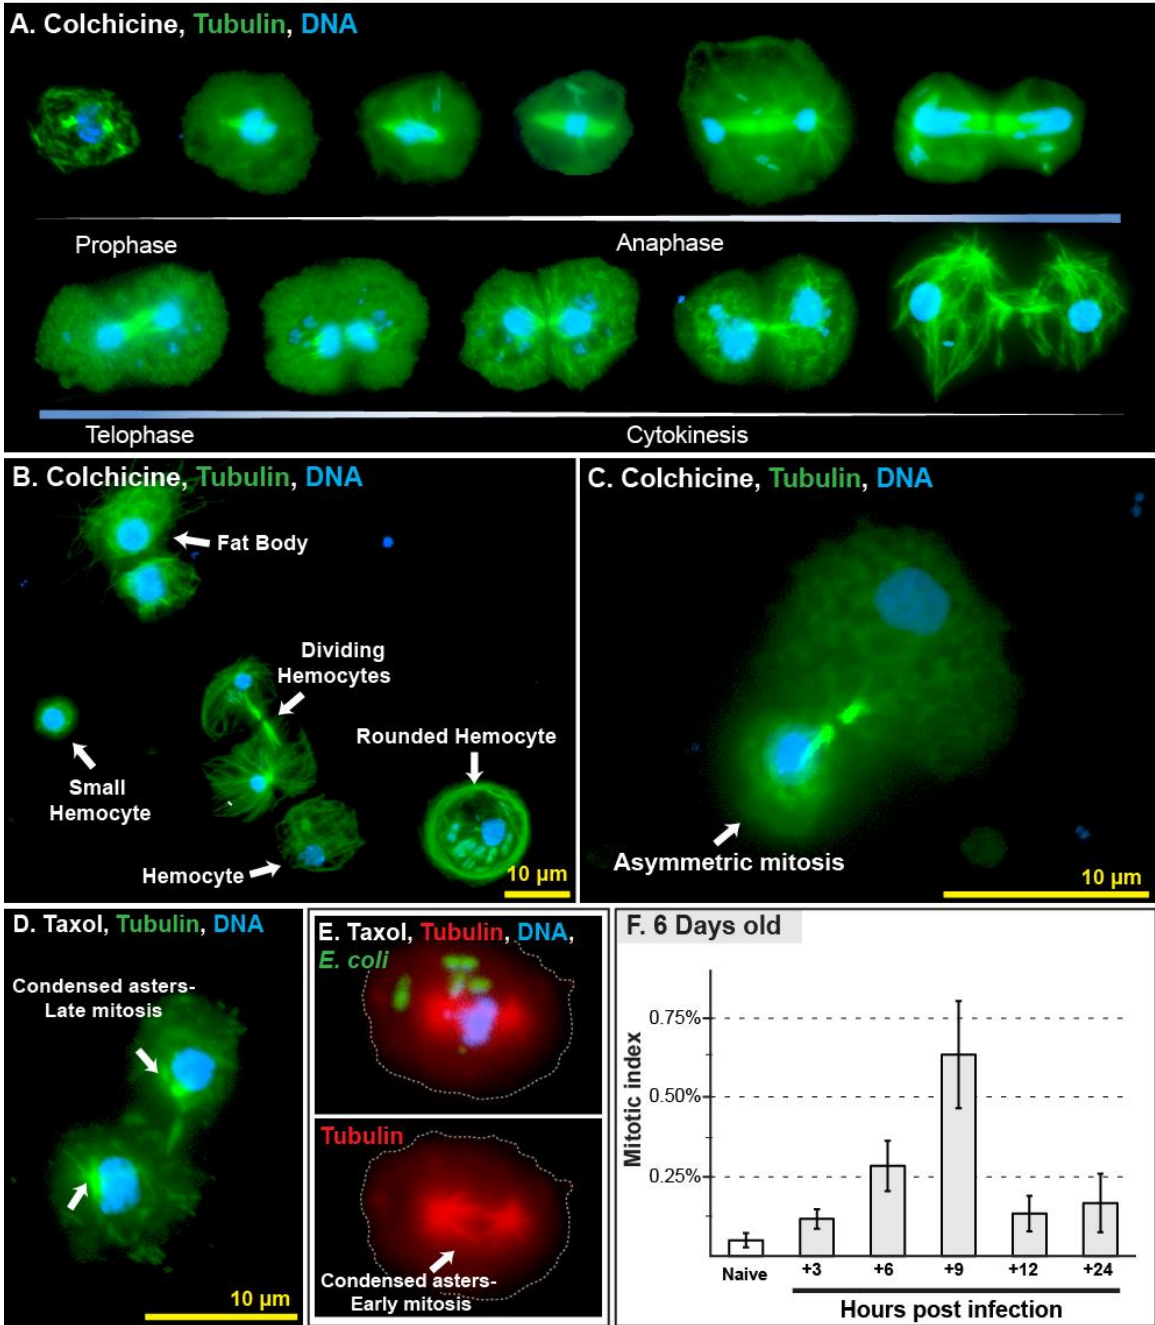 A. Colchicine, Tubulin, DNA
Prophase
Anaphase
Telophase
Cytokinesis
B. Colchicine, Tubulin, DNA
Fat Body
Dividing
Hemocytes
Rounded Hemocyte
Small
Hemocyte
Hemocyte
10 µm
C. Colchicine, Tubulin, DNA
Asymmetric mitosis
10 µm
D. Taxol, Tubulin, DNA
Condensed asters-
Late mitosis
10 µm
E. Taxol, Tubulin, DNA,
E. coli
Tubulin
Condensed asters-
Early mitosis
F. 6 Days old
Mitotic index
0.75%
0.50%
0.25%
Naive +3 +6 +9 +12 +24
Hours post infection